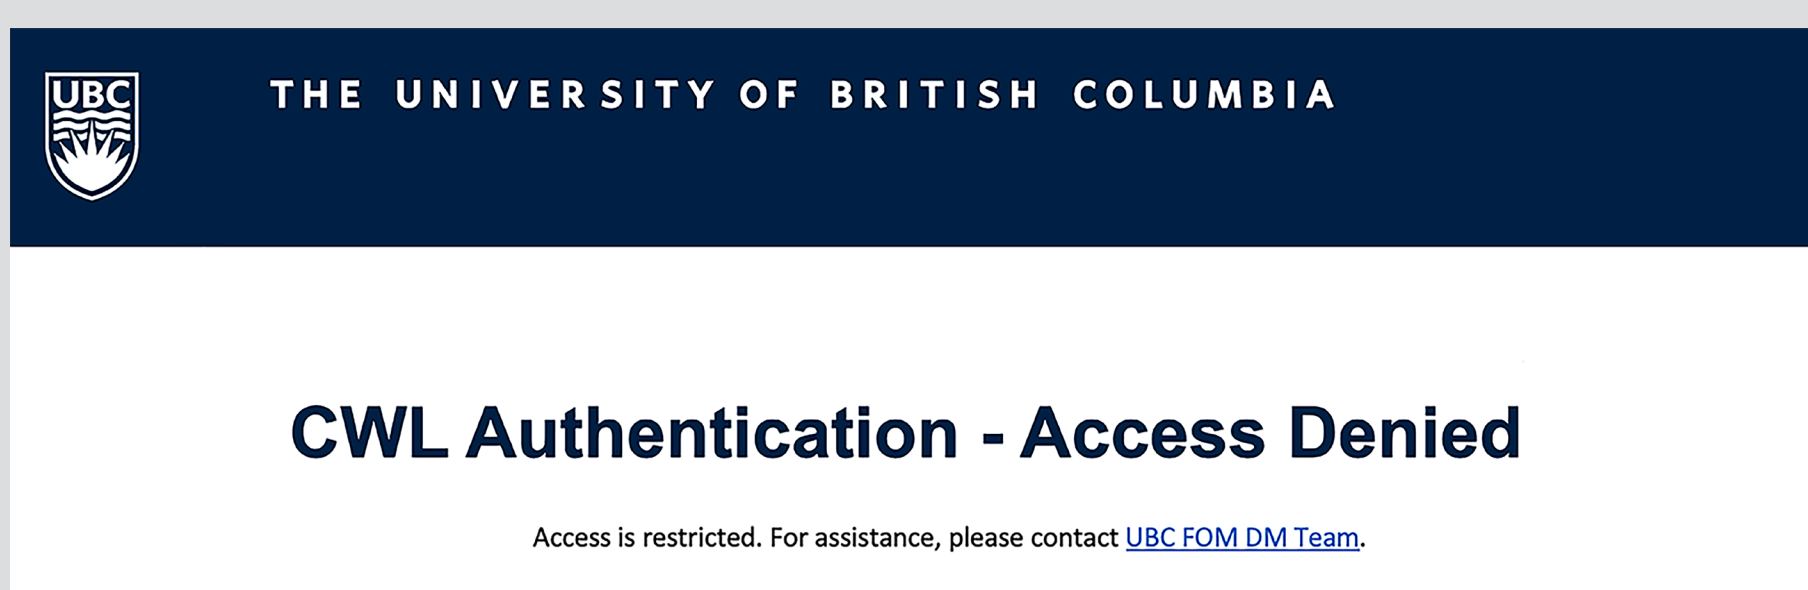 UBC
THE UNIVERSITY OF BRITISH COLUMBIA
CWL Authentication - Access Denied
Access is restricted. For assistance, please contact UBC FOM DM Team.